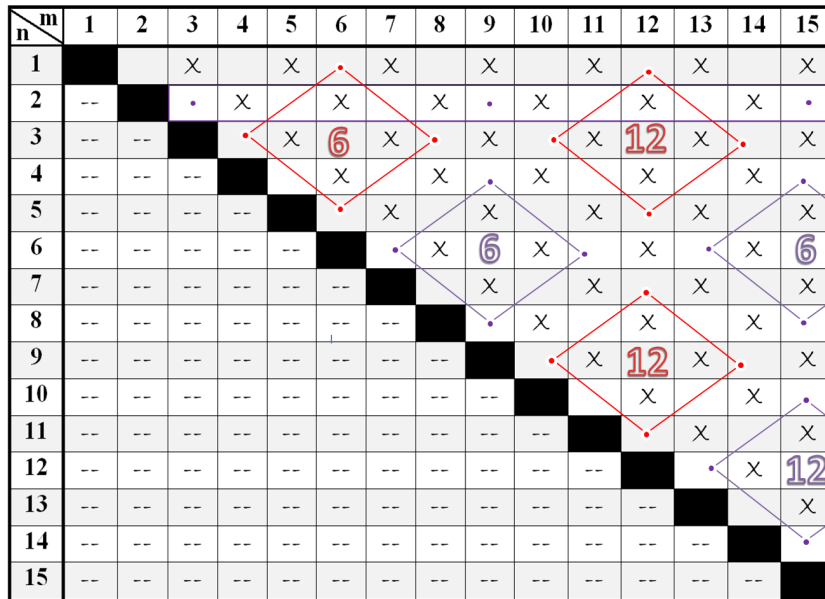 n m 1 2 3 4 5 6 7 8 9 10 11 12 13 14 15
1 X X X X X X X
2 -- X X X X X X
3 -- -- X 6 X X X 12 X X
4 -- -- -- X X X X X
5 -- -- -- -- X X X X X
6 -- -- -- -- -- X 6 X X X 6
7 -- -- -- -- -- -- X X X X
8 -- -- -- -- -- -- -- X X X
9 -- -- -- -- -- -- -- -- X 12 X X
10 -- -- -- -- -- -- -- -- -- X X
11 -- -- -- -- -- -- -- -- -- -- X X
12 -- -- -- -- -- -- -- -- -- -- -- X 12
13 -- -- -- -- -- -- -- -- -- -- -- -- X
14 -- -- -- -- -- -- -- -- -- -- -- -- --
15 -- -- -- -- -- -- -- -- -- -- -- -- -- --